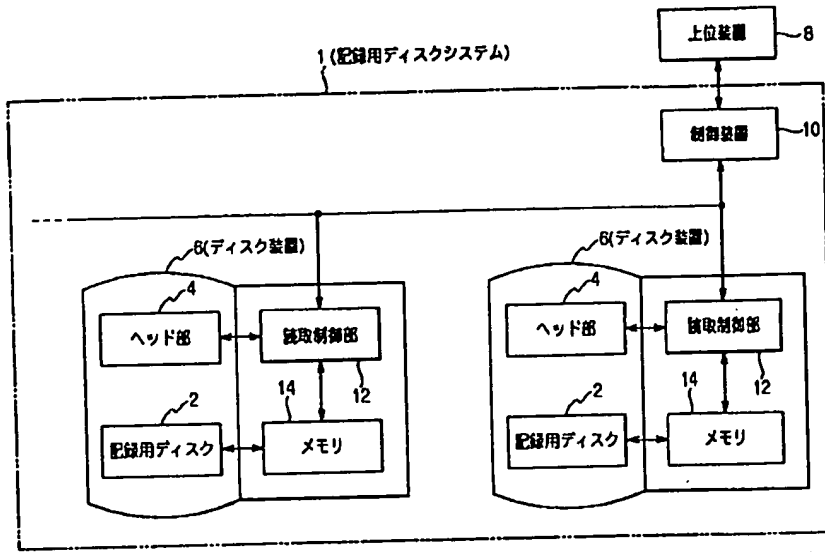 上位装置
8
1(記録用ディスクシステム)
制御装置
10
6(ディスク装置)
6(ディスク装置)
4
ヘッド部
読取制御部
12
2
14
記録用ディスク
メモリ
4
ヘッド部
読取制御部
12
2
14
記録用ディスク
メモリ